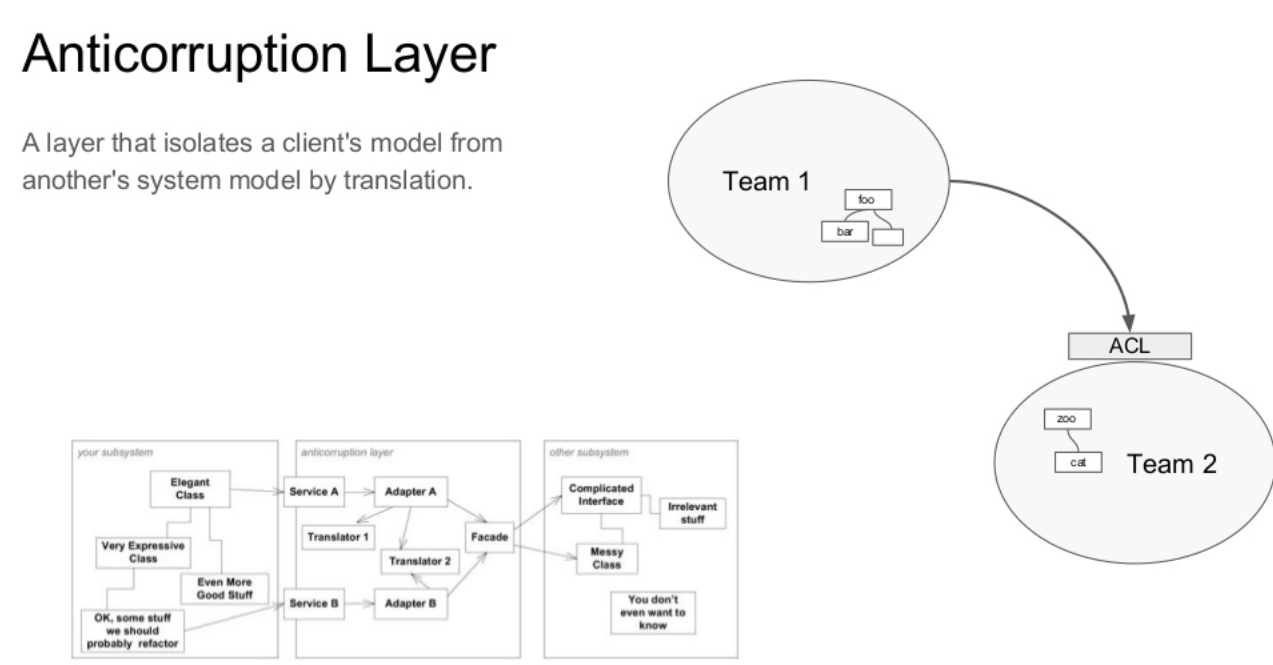 Anticorruption Layer
A layer that isolates a client's model from
another's system model by translation.
Team 1
foo
bar
ACL
zoo
cat
Team 2
your subsystem
Elegant
Class
Very Expressive
Class
Even More
Good Stuff
OK, some stuff
we should
probably refactor
anticorruption layer
Service A
Adapter A
Translator 1
Translator 2
Facade
Service B
Adapter B
other subsystem
Complicated
Interface
Irrelevant
stuff
Messy
Class
You don't
even want to
know